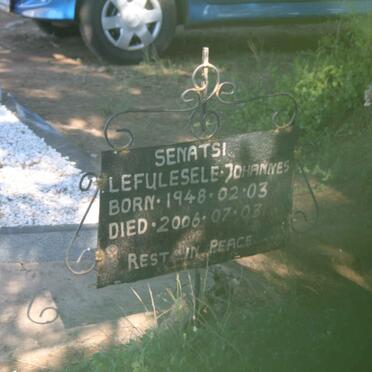 SENATSI
LEFULESELE·JOHANNES
BORN·1948·02·03
DIED·2006·07·03
REST·IN·PEACE